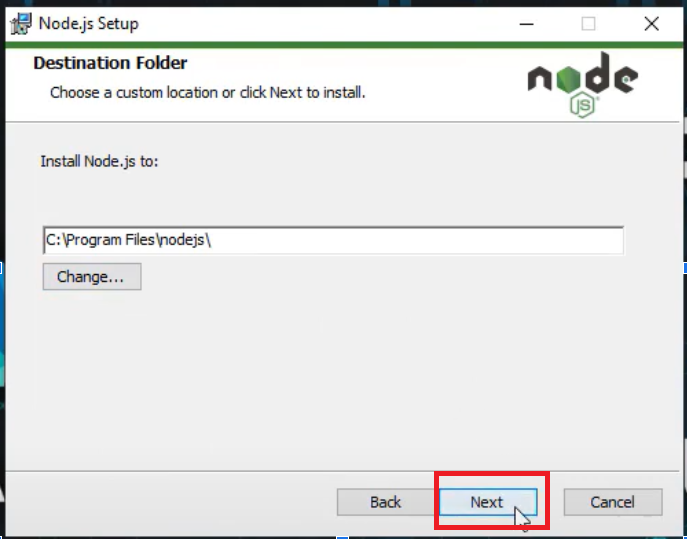 Node.js Setup
Destination Folder
Choose a custom location or click Next to install.
node
JS
Install Node.js to:
C:\Program Files\nodejs\
Change...
Back
Next
Cancel